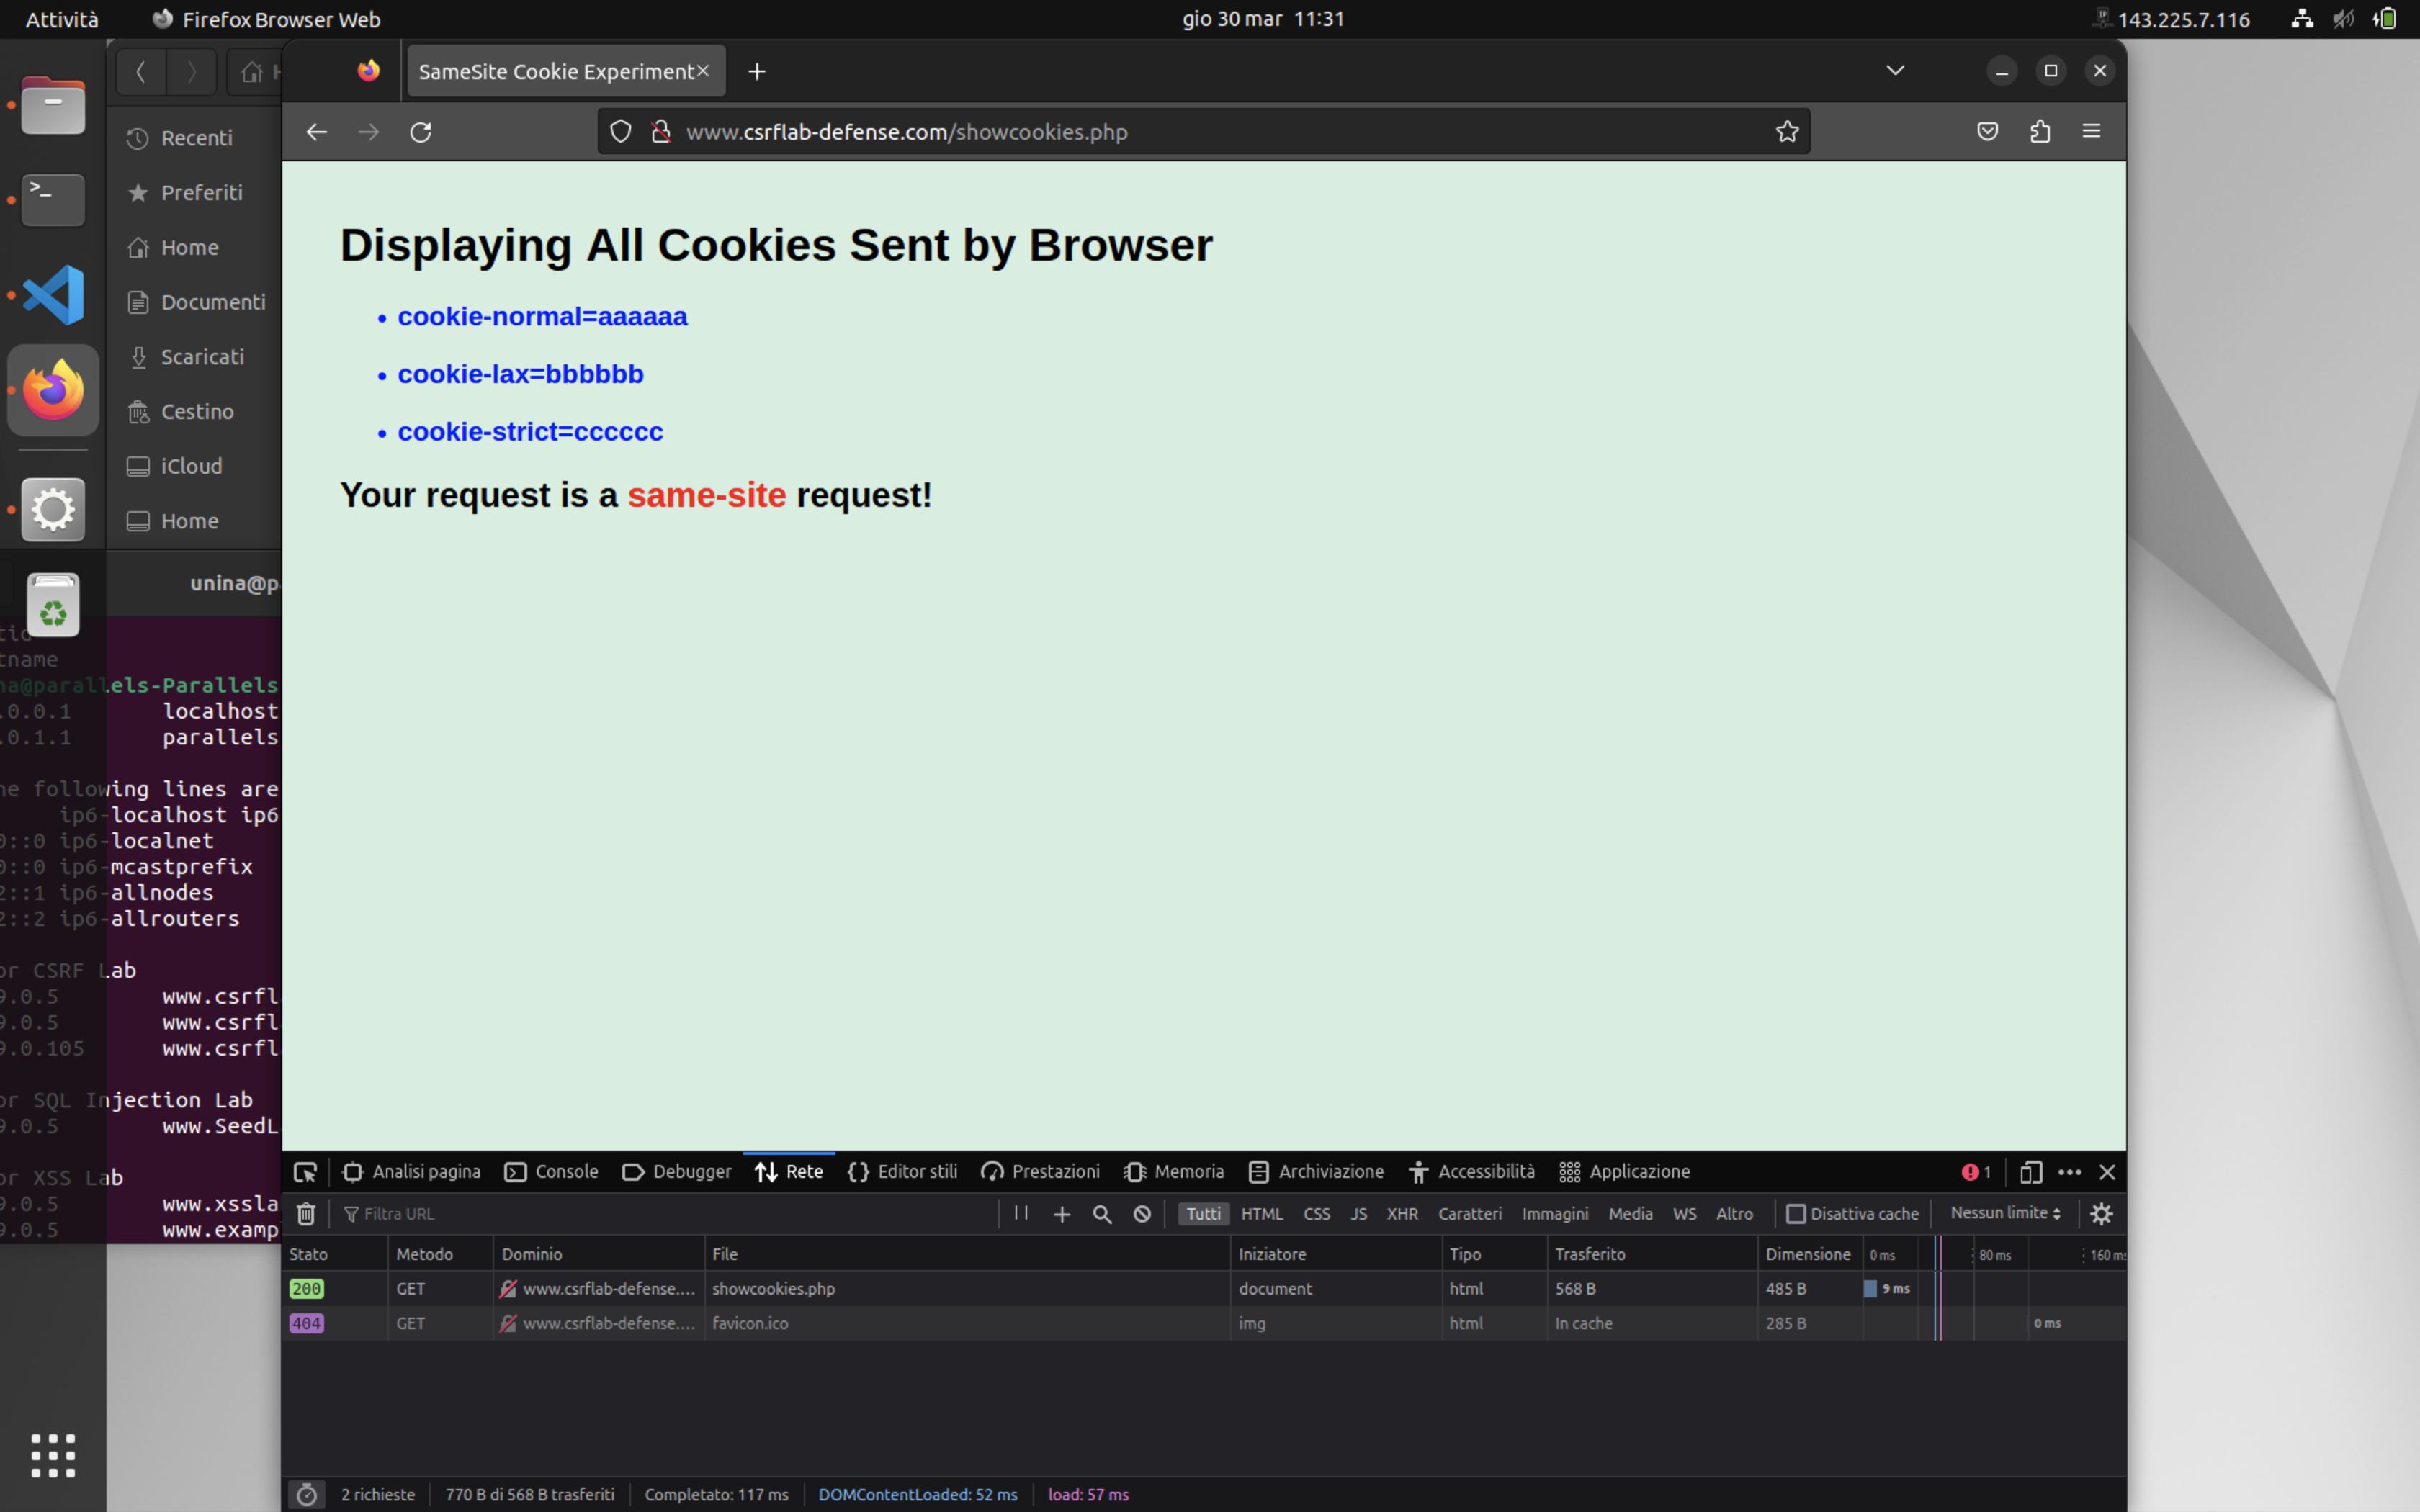 Attività Firefox Browser Web gio 30 mar 11:31 143.225.7.116
SameSite Cookie Experiment
www.csrflab-defense.com/showcookies.php
Recenti
Preferiti
Home
Documenti
Scaricati
Cestino
iCloud
Home
Displaying All Cookies Sent by Browser
• cookie-normal=aaaaaa
• cookie-lax=bbbbbb
• cookie-strict=cccccc
Your request is a same-site request!
unina@p
tname
na@parallels-Parallels
.0.0.1 localhost
.0.1.1 parallels
he following lines are
ip6-localhost ip6
0::0 ip6-localnet
0::0 ip6-mcastprefix
2::1 ip6-allnodes
2::2 ip6-allrouters
or CSRF Lab
9.0.5 www.csrfl
9.0.5 www.csrfl
9.0.105 www.csrfl
or SQL Injection Lab
9.0.5 www.SeedL
or XSS Lab
9.0.5 www.xssla
9.0.5 www.examp
Analisi pagina Console Debugger Rete Editor stili Prestazioni Memoria Archiviazione Accessibilità Applicazione 1
Filtra URL Tutti HTML CSS JS XHR Caratteri Immagini Media WS Altro Disattiva cache Nessun limite
Stato Metodo Dominio File Iniziatore Tipo Trasferito Dimensione 0 ms 80 ms 160 ms
200 GET www.csrflab-defense.… showcookies.php document html 568 B 485 B 9 ms
404 GET www.csrflab-defense.… favicon.ico img html In cache 285 B 0 ms
2 richieste 770 B di 568 B trasferiti Completato: 117 ms DOMContentLoaded: 52 ms load: 57 ms